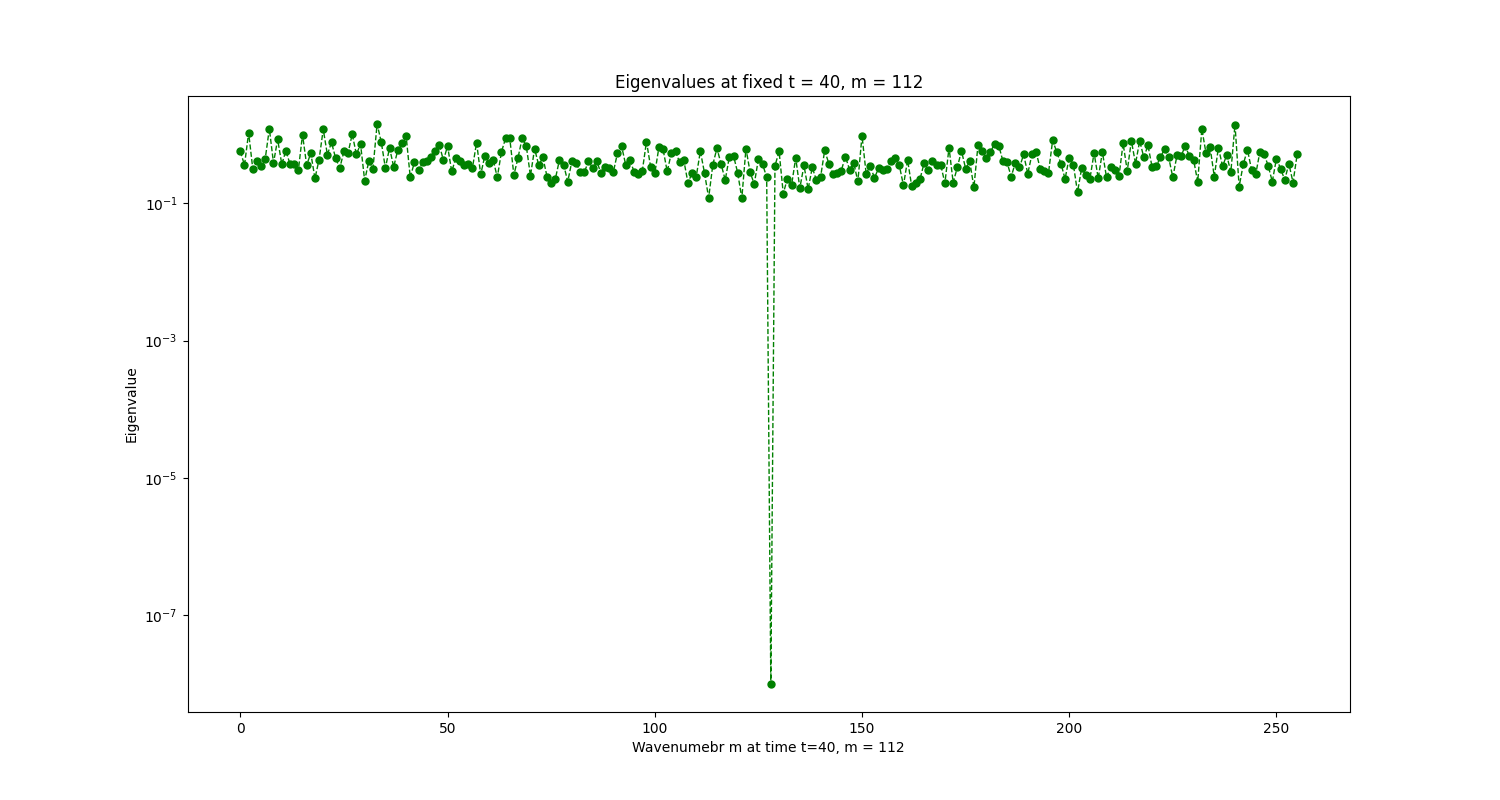 Eigenvalues at fixed t = 40, m = 112
Eigenvalue
10⁻¹
10⁻³
10⁻⁵
10⁻⁷
0 50 100 150 200 250
Wavenumebr m at time t=40, m = 112